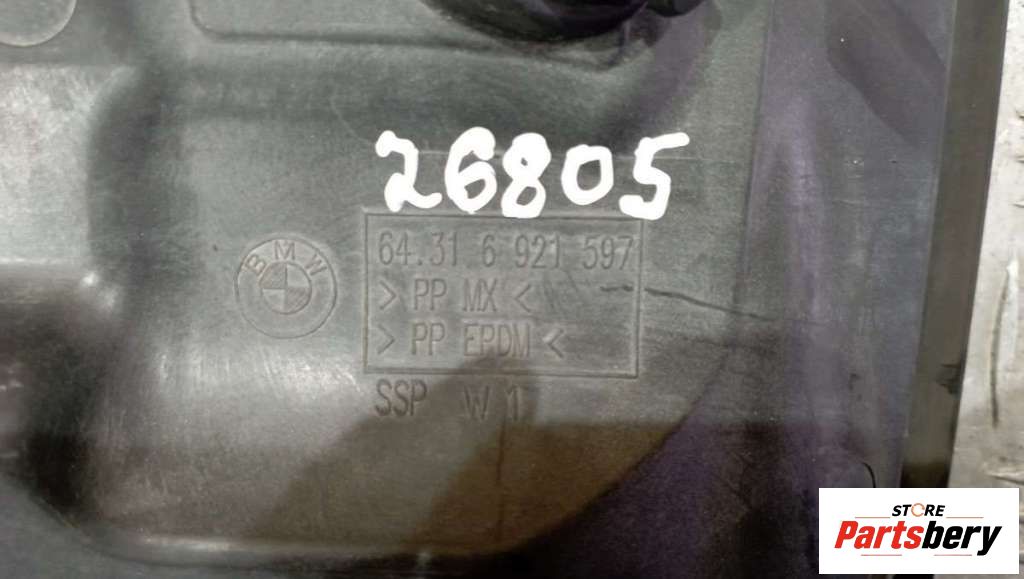 26805
BMW
64.31 6 921 597
> PP MX <
> PP EPDM <
SSP W 1
STORE
Partsbery